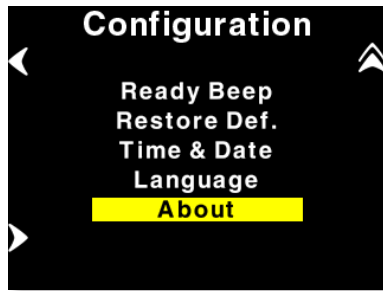 Configuration
Ready Beep
Restore Def.
Time & Date
Language
About